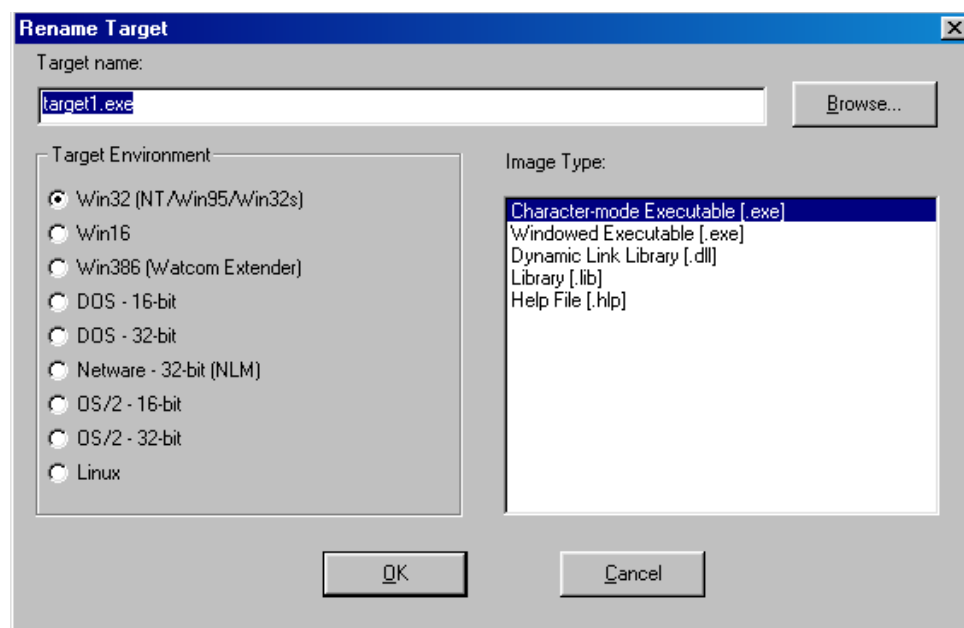 Rename Target
Target name:
target1.exe
Browse...
Target Environment
Win32 (NT/Win95/Win32s)
Win16
Win386 (Watcom Extender)
DOS - 16-bit
DOS - 32-bit
Netware - 32-bit (NLM)
OS/2 - 16-bit
OS/2 - 32-bit
Linux
Image Type:
Character-mode Executable [.exe]
Windowed Executable [.exe]
Dynamic Link Library [.dll]
Library [.lib]
Help File [.hlp]
OK
Cancel